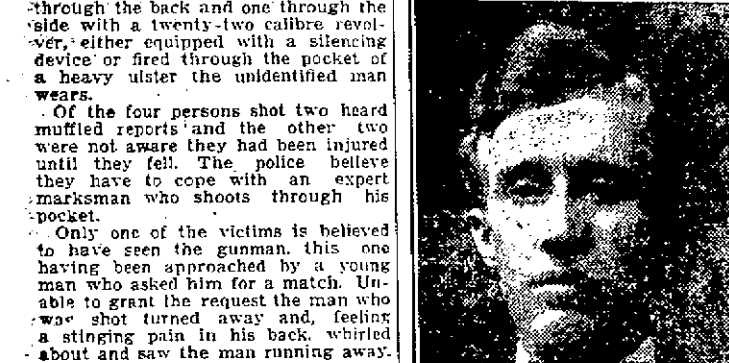 through the back and one through the
side with a twenty-two calibre revol-
ver, either equipped with a silencing
device or fired through the pocket of
a heavy ulster the unidentified man
wears.
Of the four persons shot two heard
muffled reports and the other two
were not aware they had been injured
until they fell. The police believe
they have to cope with an expert
marksman who shoots through his
pocket.
Only one of the victims is believed
to have seen the gunman, this one
having been approached by a young
man who asked him for a match. Un-
able to grant the request the man who
was shot turned away and, feeling
a stinging pain in his back, whirled
about and saw the man running away.